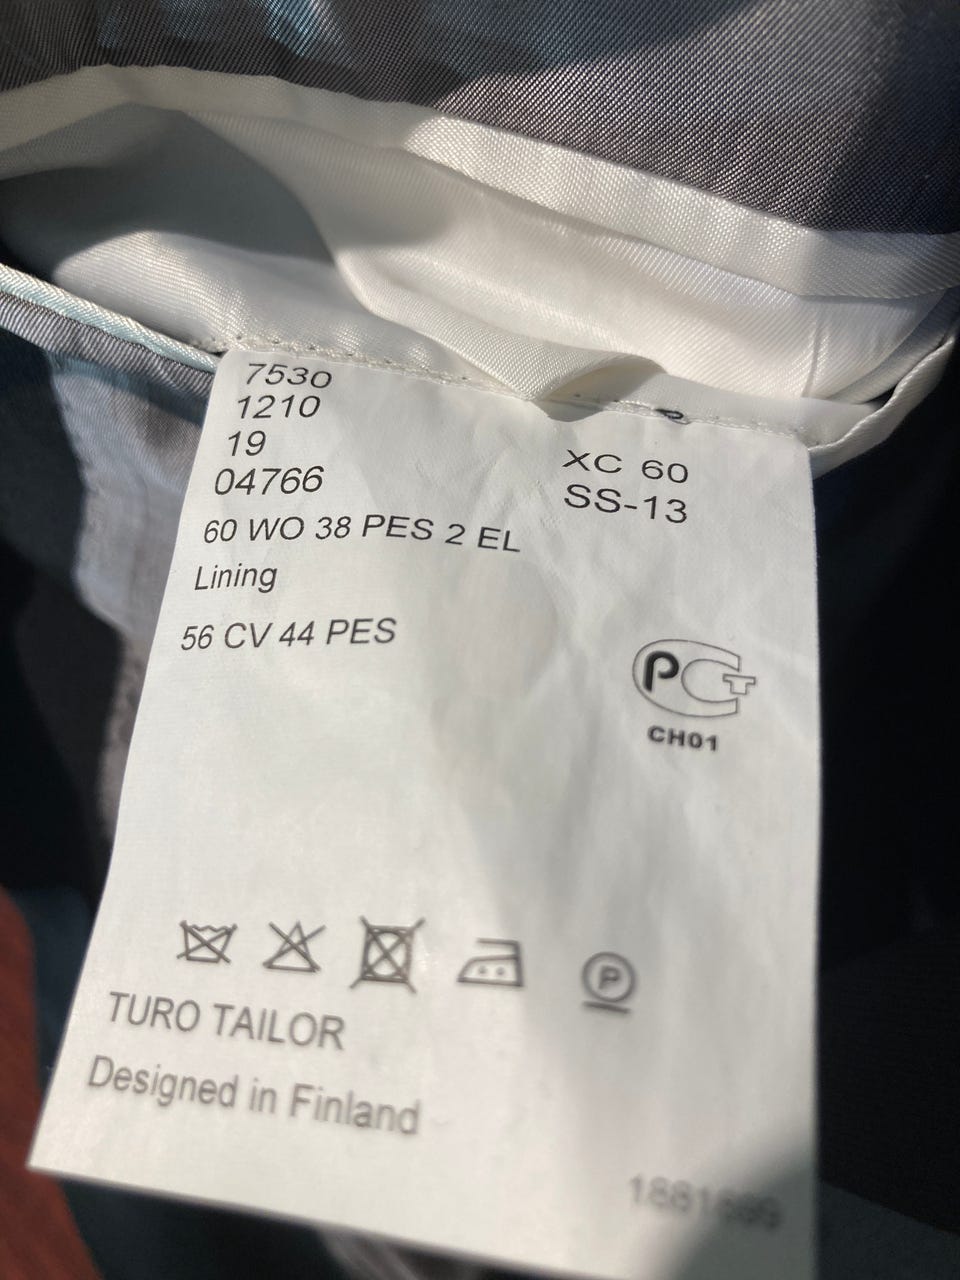 7530
1210
19
04766
XC 60
SS-13
60 WO 38 PES 2 EL
Lining
56 CV 44 PES
РСТ
CH01
P
TURO TAILOR
Designed in Finland